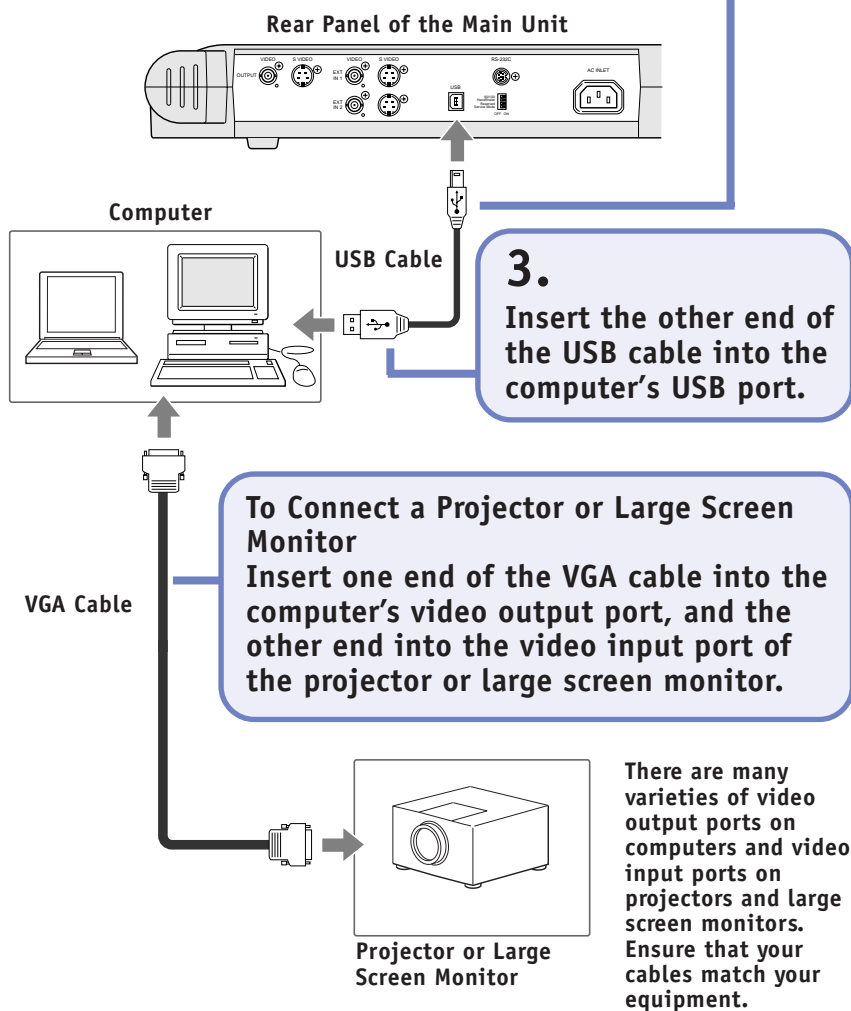 Rear Panel of the Main Unit
VIDEO S VIDEO VIDEO S VIDEO RS-232C
AC INLET
OUTPUT EXT IN 1
USB
EXT IN 2
Service Mode
OFF ON
Computer
USB Cable
3.
Insert the other end of
the USB cable into the
computer's USB port.
To Connect a Projector or Large Screen
Monitor
Insert one end of the VGA cable into the
computer's video output port, and the
other end into the video input port of
the projector or large screen monitor.
VGA Cable
There are many
varieties of video
output ports on
computers and video
input ports on
projectors and large
screen monitors.
Ensure that your
cables match your
equipment.
Projector or Large
Screen Monitor